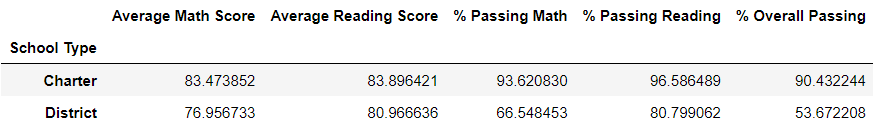 Average Math Score Average Reading Score % Passing Math % Passing Reading % Overall Passing
School Type
Charter 83.473852 83.896421 93.620830 96.586489 90.432244
District 76.956733 80.966636 66.548453 80.799062 53.672208